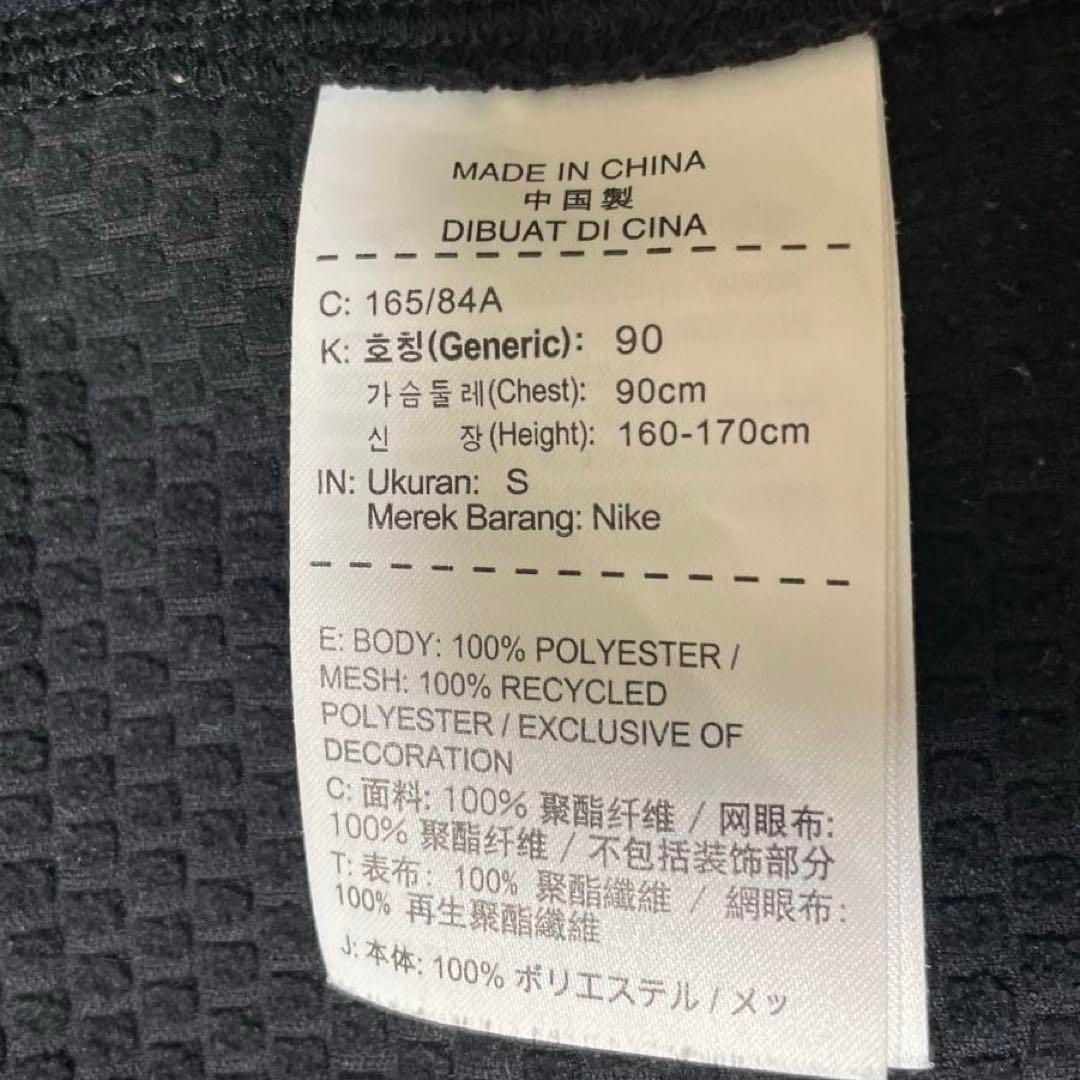 MADE IN CHINA
中国製
DIBUAT DI CINA
C: 165/84A
K: 호칭(Generic): 90
가슴둘레(Chest): 90cm
신 장(Height): 160-170cm
IN: Ukuran: S
Merek Barang: Nike
E: BODY: 100% POLYESTER /
MESH: 100% RECYCLED
POLYESTER / EXCLUSIVE OF
DECORATION
C: 面料: 100% 聚酯纤维 / 网眼布:
100% 聚酯纤维 / 不包括装饰部分
T: 表布: 100% 聚酯纖維 / 網眼布:
100% 再生聚酯纖維
J: 本体: 100% ポリエステル / メッ